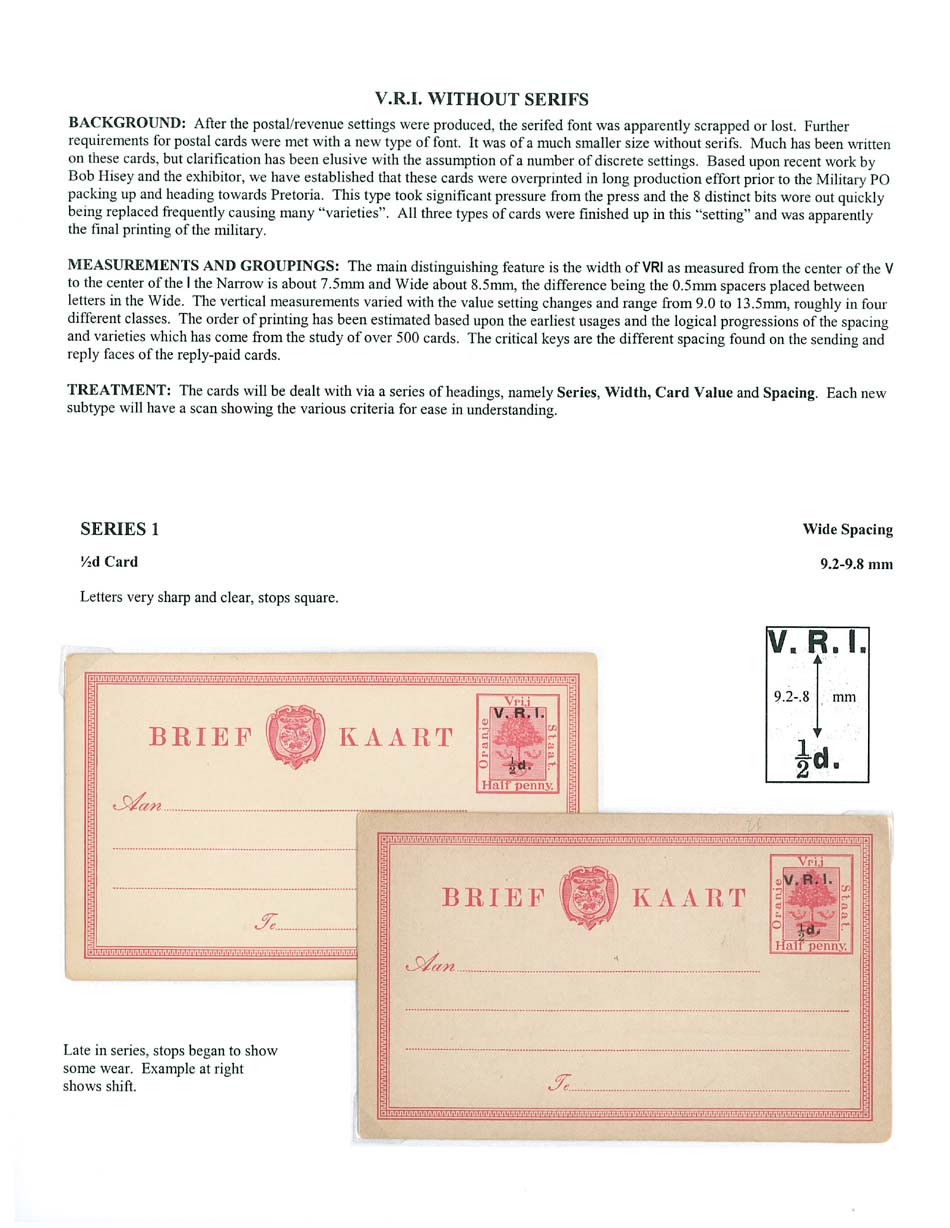 V.R.I. WITHOUT SERIFS
BACKGROUND: After the postal/revenue settings were produced, the serifed font was apparently scrapped or lost. Further
requirements for postal cards were met with a new type of font. It was of a much smaller size without serifs. Much has been written
on these cards, but clarification has been elusive with the assumption of a number of discrete settings. Based upon recent work by
Bob Hisey and the exhibitor, we have established that these cards were overprinted in long production effort prior to the Military PO
packing up and heading towards Pretoria. This type took significant pressure from the press and the 8 distinct bits wore out quickly
being replaced frequently causing many “varieties”. All three types of cards were finished up in this “setting” and was apparently
the final printing of the military.
MEASUREMENTS AND GROUPINGS: The main distinguishing feature is the width of VRI as measured from the center of the V
to the center of the I the Narrow is about 7.5mm and Wide about 8.5mm, the difference being the 0.5mm spacers placed between
letters in the Wide. The vertical measurements varied with the value setting changes and range from 9.0 to 13.5mm, roughly in four
different classes. The order of printing has been estimated based upon the earliest usages and the logical progressions of the spacing
and varieties which has come from the study of over 500 cards. The critical keys are the different spacing found on the sending and
reply faces of the reply-paid cards.
TREATMENT: The cards will be dealt with via a series of headings, namely Series, Width, Card Value and Spacing. Each new
subtype will have a scan showing the various criteria for ease in understanding.
SERIES 1
Wide Spacing
½d Card
9.2-9.8 mm
Letters very sharp and clear, stops square.
V. R. I.
9.2-.8 mm
½d.
BRIEF KAART
Vrij
V. R. I.
Oranje
Staat.
½d.
Half penny.
Aan
Te
BRIEF KAART
Vrij
V. R. I.
Oranje
Staat.
½d.
Half penny.
Aan
Te
Late in series, stops began to show
some wear. Example at right
shows shift.